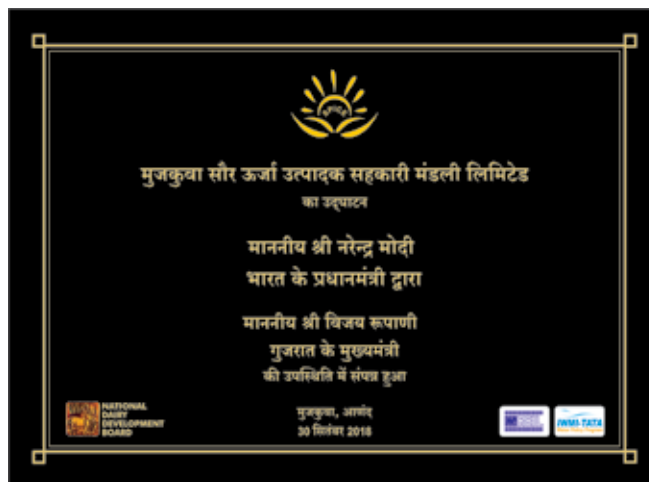 मुजकुवा सौर ऊर्जा उत्पादक सहकारी मंडली लिमिटेड
का उद्घाटन
माननीय श्री नरेन्द्र मोदी
भारत के प्रधानमंत्री द्वारा
माननीय श्री विजय रूपाणी
गुजरात के मुख्यमंत्री
की उपस्थिति में संपन्न हुआ
मुजकुवा, आणंद
30 सितंबर 2018
NATIONAL
DAIRY
DEVELOPMENT
BOARD
IWMI-TATA